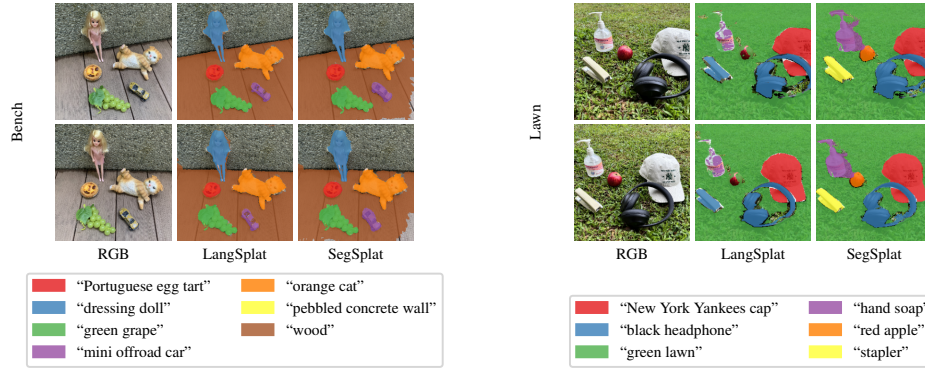 Bench
RGB
LangSplat
SegSplat
“Portuguese egg tart”
“orange cat”
“dressing doll”
“pebbled concrete wall”
“green grape”
“wood”
“mini offroad car”
Lawn
RGB
LangSplat
SegSplat
“New York Yankees cap”
“hand soap”
“black headphone”
“red apple”
“green lawn”
“stapler”